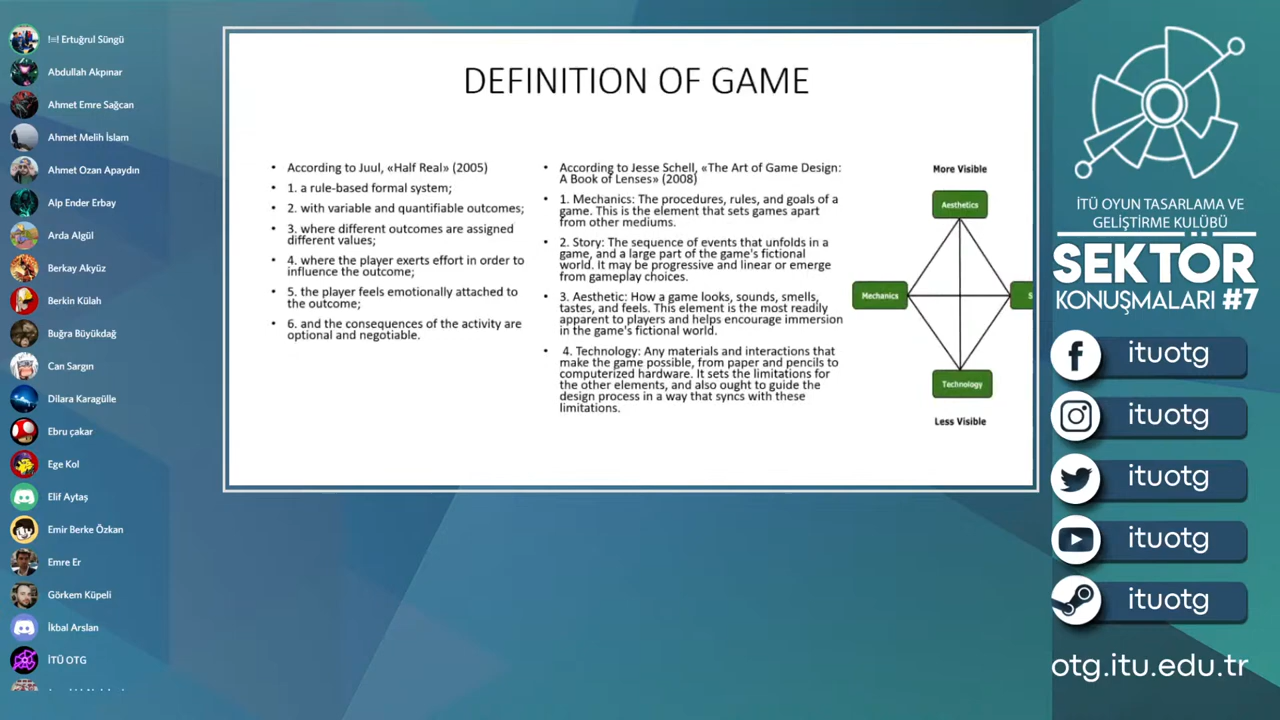 !=! Ertuğrul Süngü
Abdullah Akpınar
Ahmet Emre Sağcan
Ahmet Melih İslam
Ahmet Ozan Apaydın
Alp Ender Erbay
Arda Algül
Berkay Akyüz
Berkin Külah
Buğra Büyükdağ
Can Sargın
Dilara Karagülle
Ebru çakar
Ege Kol
Elif Aytaş
Emir Berke Özkan
Emre Er
Görkem Küpeli
İkbal Arslan
İTÜ OTG
DEFINITION OF GAME
• According to Juul, «Half Real» (2005)
• 1. a rule-based formal system;
• 2. with variable and quantifiable outcomes;
• 3. where different outcomes are assigned
different values;
• 4. where the player exerts effort in order to
influence the outcome;
• 5. the player feels emotionally attached to
the outcome;
• 6. and the consequences of the activity are
optional and negotiable.
• According to Jesse Schell, «The Art of Game Design:
A Book of Lenses» (2008)
• 1. Mechanics: The procedures, rules, and goals of a
game. This is the element that sets games apart
from other mediums.
• 2. Story: The sequence of events that unfolds in a
game, and a large part of the game's fictional
world. It may be progressive and linear or emerge
from gameplay choices.
• 3. Aesthetic: How a game looks, sounds, smells,
tastes, and feels. This element is the most readily
apparent to players and helps encourage immersion
in the game's fictional world.
• 4. Technology: Any materials and interactions that
make the game possible, from paper and pencils to
computerized hardware. It sets the limitations for
the other elements, and also ought to guide the
design process in a way that syncs with these
limitations.
More Visible
Aesthetics
Mechanics
S
Technology
Less Visible
İTÜ OYUN TASARLAMA VE
GELİŞTİRME KULÜBÜ
SEKTÖR
KONUŞMALARI #7
ituotg
ituotg
ituotg
ituotg
ituotg
otg.itu.edu.tr